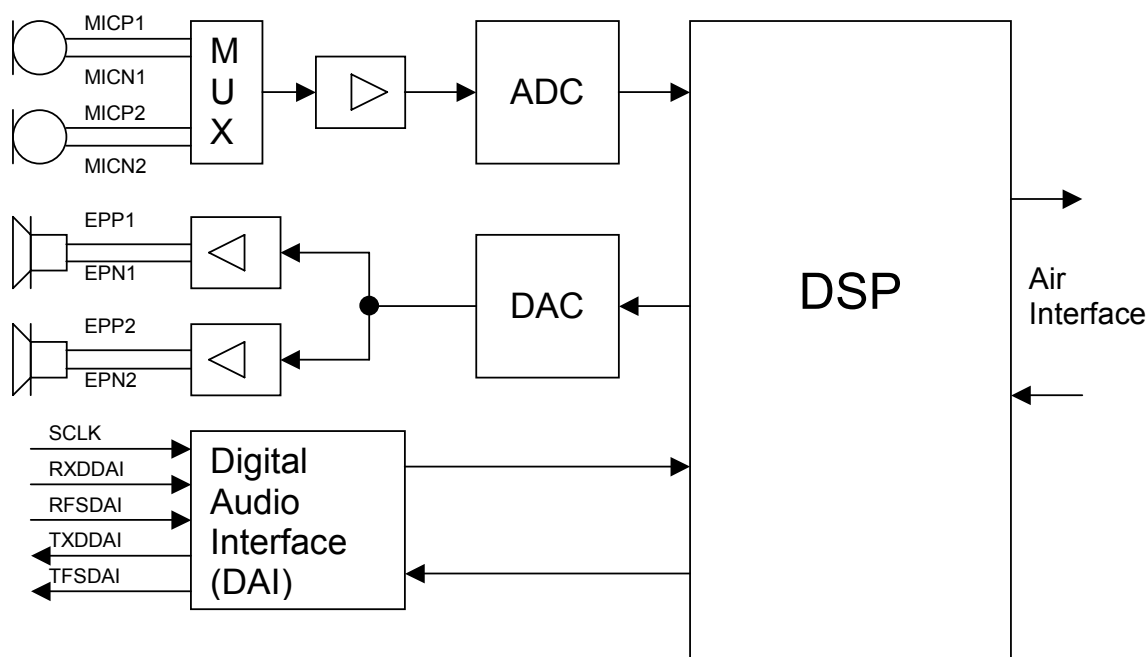 MICP1
MICN1
MICP2
MICN2
M
U
X
ADC
EPP1
EPN1
EPP2
EPN2
DAC
DSP
Air
Interface
SCLK
RXDDAI
RFSDAI
TXDDAI
TFSDAI
Digital
Audio
Interface
(DAI)